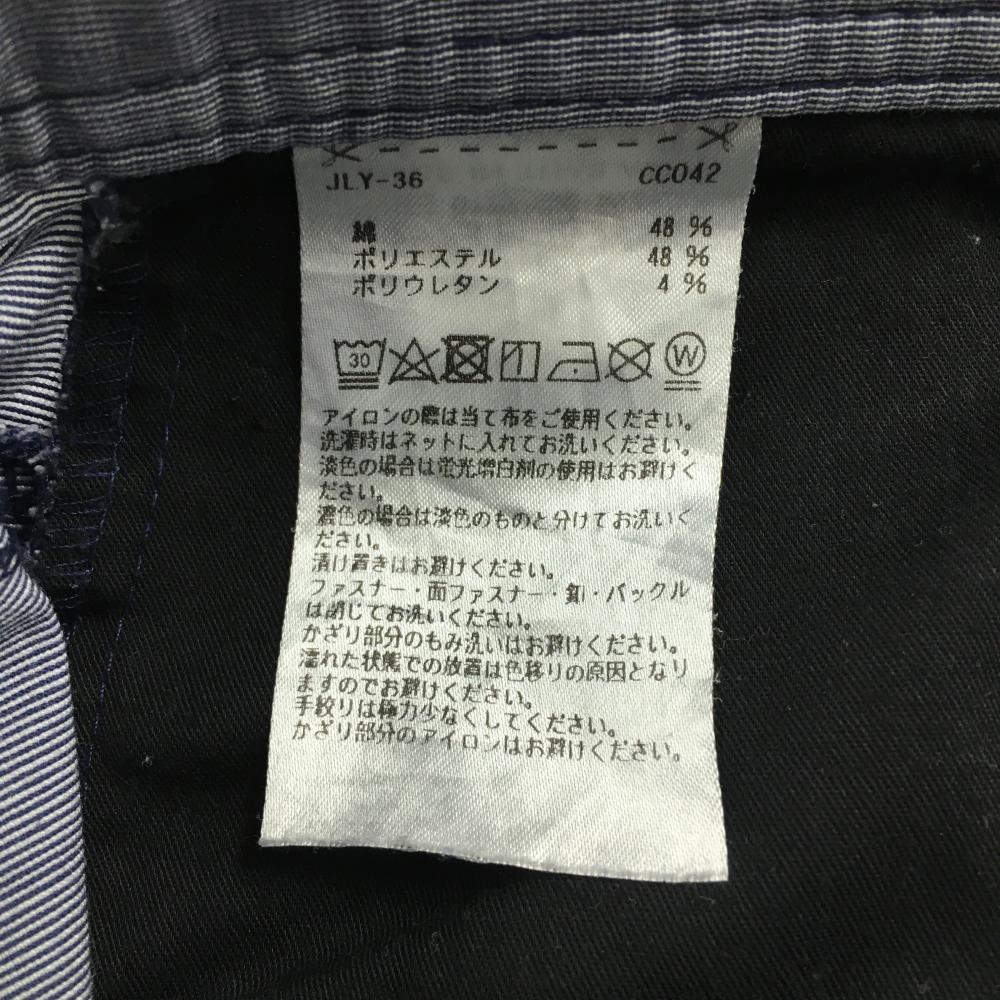 JLY-36 CC042
綿 48 %
ポリエステル 48 %
ポリウレタン 4 %
30 W
アイロンの際は当て布をご使用ください。
洗濯時はネットに入れてお洗いください。
淡色の場合は蛍光増白剤の使用はお避けく
ださい。
濃色の場合は淡色のものと分けてお洗いく
ださい。
漬け置きはお避けください。
ファスナー・面ファスナー・釦・バックル
は閉じてお洗いください。
かざり部分のもみ洗いはお避けください。
濡れた状態での放置は色移りの原因となり
ますのでお避けください。
手絞りは極力少なくしてください。
かざり部分のアイロンはお避けください。